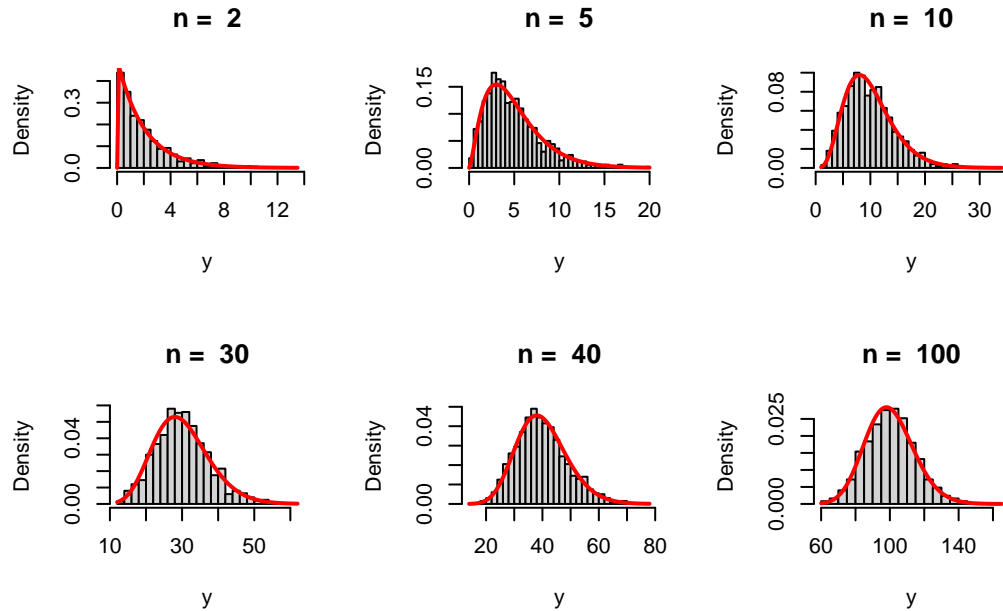 n = 2
Density
0.0 0.3
0 4 8 12
y
n = 5
Density
0.00 0.15
0 5 10 15 20
y
n = 10
Density
0.00 0.08
0 10 20 30
y
n = 30
Density
0.00 0.04
10 30 50
y
n = 40
Density
0.00 0.04
20 40 60 80
y
n = 100
Density
0.000 0.025
60 100 140
y